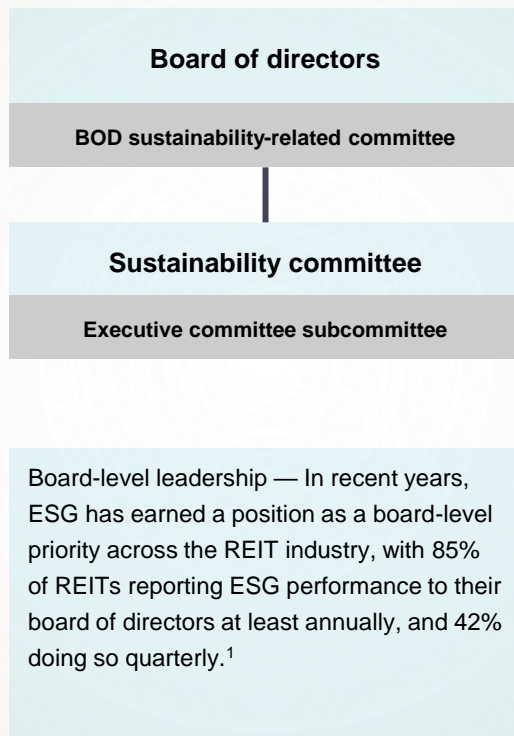 Board of directors
BOD sustainability-related committee
Sustainability committee
Executive committee subcommittee
Board-level leadership — In recent years,
ESG has earned a position as a board-level
priority across the REIT industry, with 85%
of REITs reporting ESG performance to their
board of directors at least annually, and 42%
doing so quarterly.¹